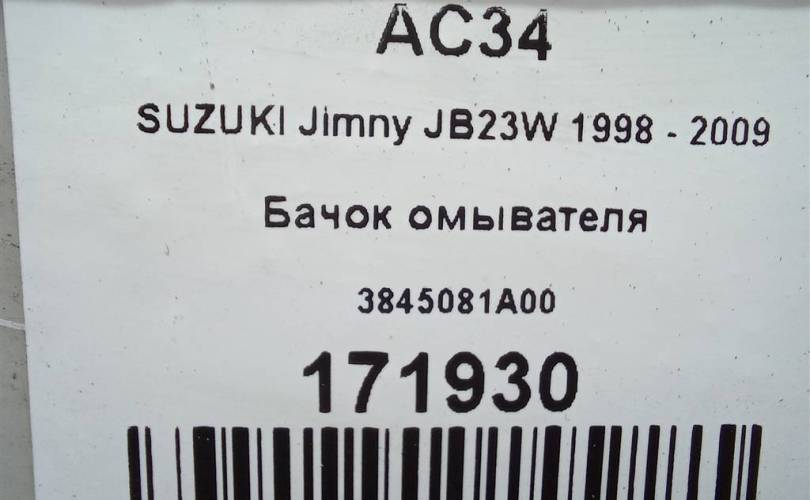 AC34
SUZUKI Jimny JB23W 1998 - 2009
Бачок омывателя
3845081A00
171930